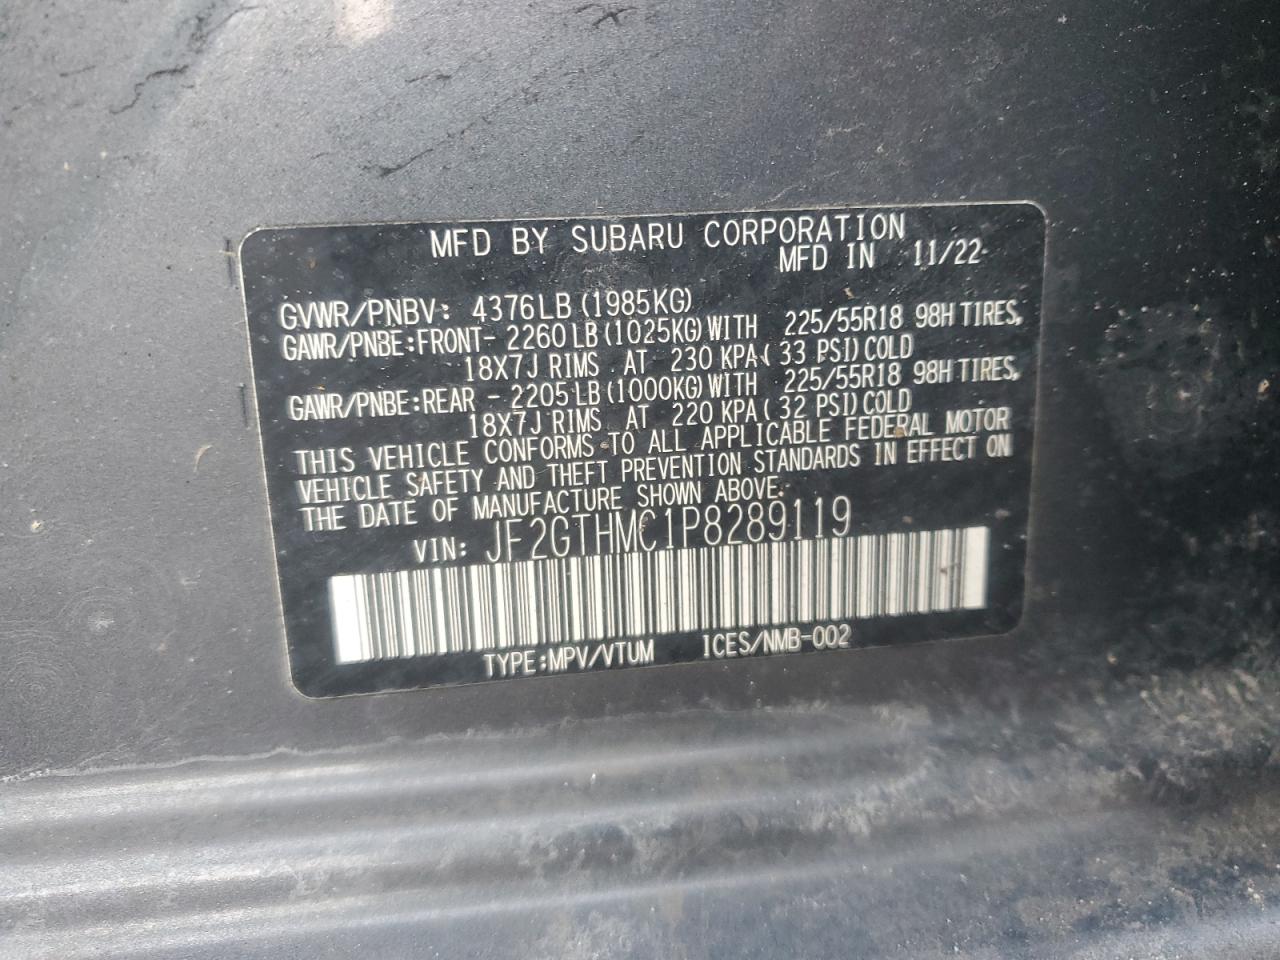 MFD BY SUBARU CORPORATION
MFD IN 11/22
GVWR/PNBV: 4376LB (1985KG)
GAWR/PNBE:FRONT- 2260LB (1025KG)WITH 225/55R18 98H TIRES,
18X7J RIMS AT 230 KPA( 33 PSI)COLD
GAWR/PNBE:REAR - 2205LB (1000KG)WITH 225/55R18 98H TIRES,
18X7J RIMS AT 220 KPA( 32 PSI)COLD
THIS VEHICLE CONFORMS TO ALL APPLICABLE FEDERAL MOTOR
VEHICLE SAFETY AND THEFT PREVENTION STANDARDS IN EFFECT ON
THE DATE OF MANUFACTURE SHOWN ABOVE.
VIN: JF2GTHMC1P8289119
TYPE:MPV/VTUM ICES/NMB-002